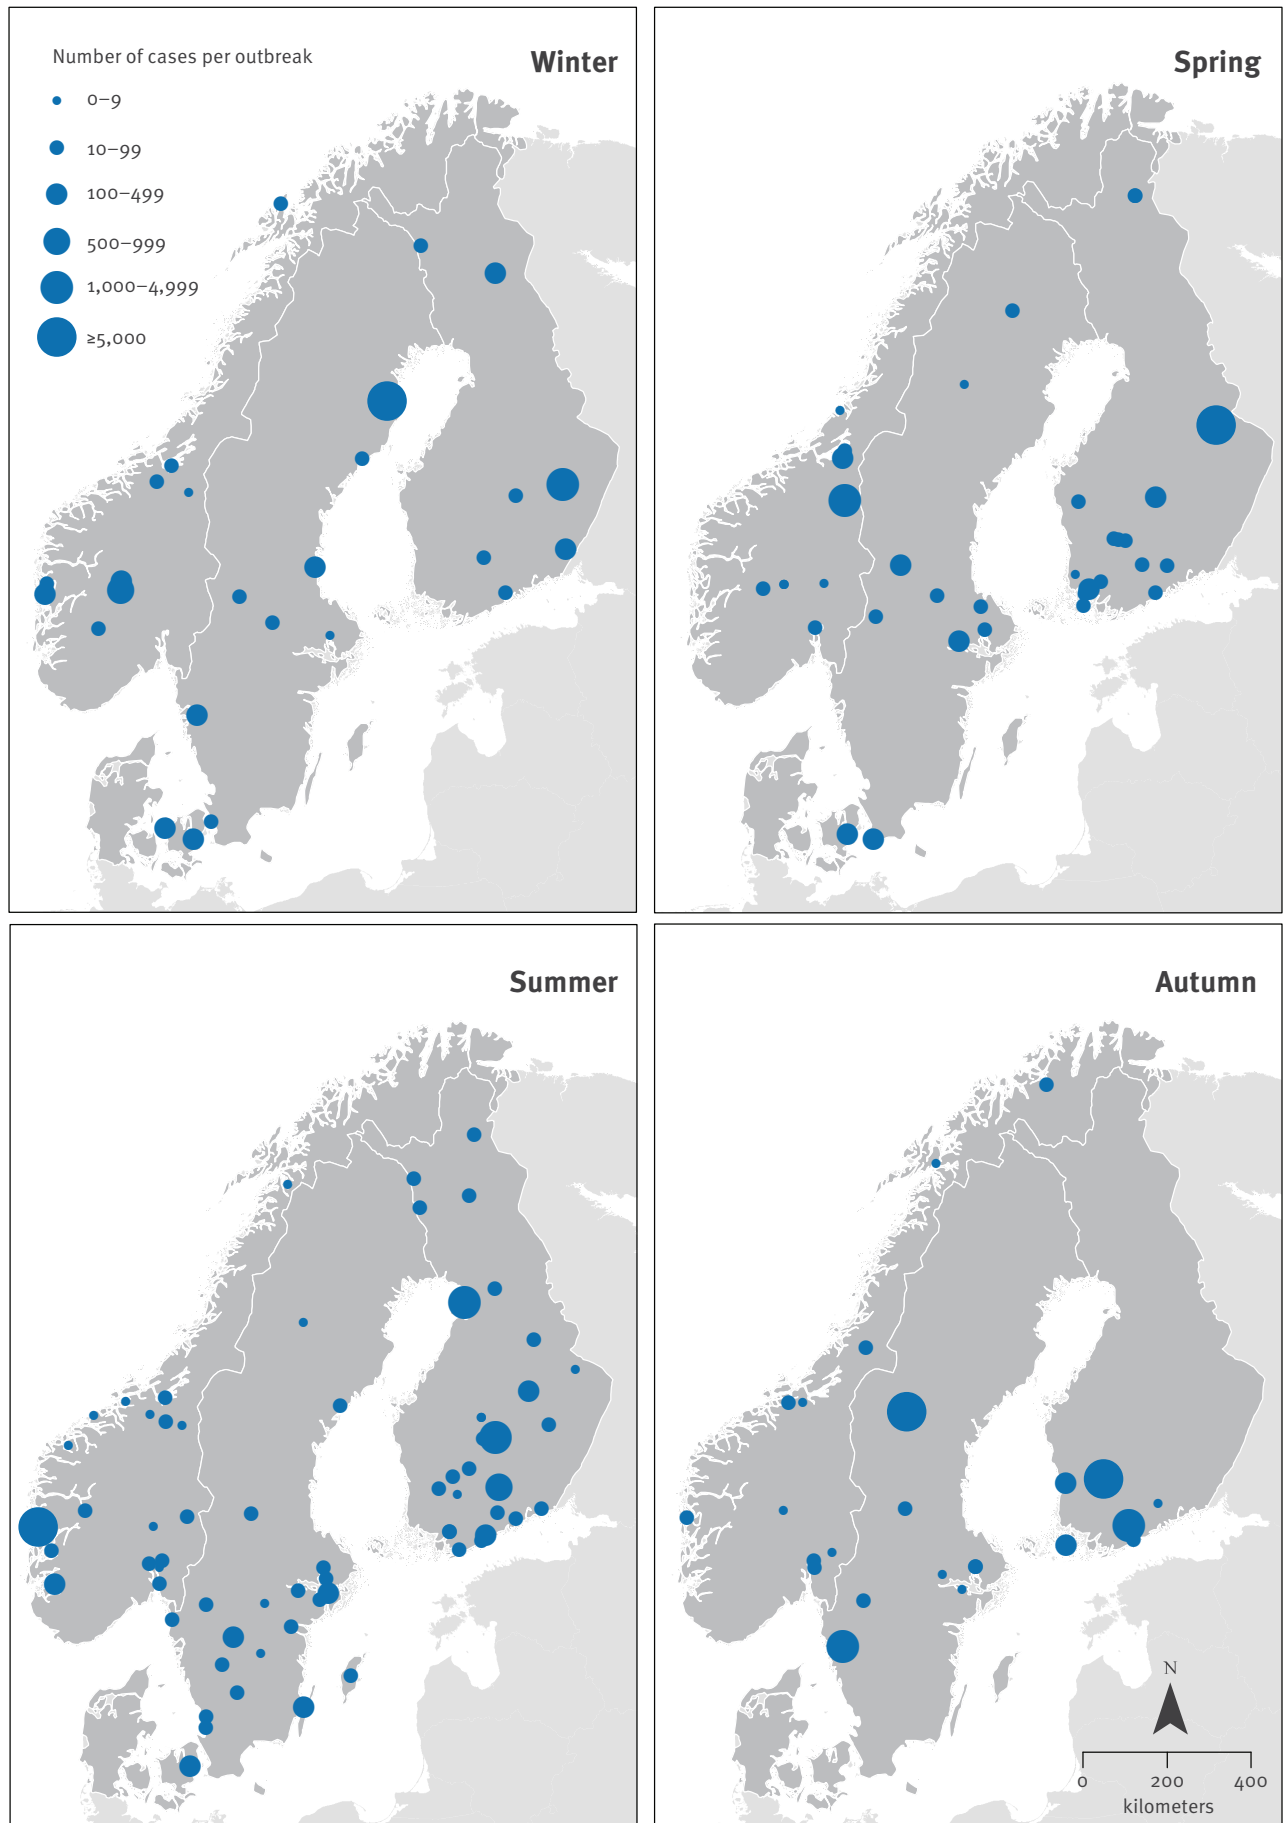 Number of cases per outbreak
0–9
10–99
100–499
500–999
1,000–4,999
≥5,000
Winter
Spring
Summer
Autumn
N
0 200 400
kilometers